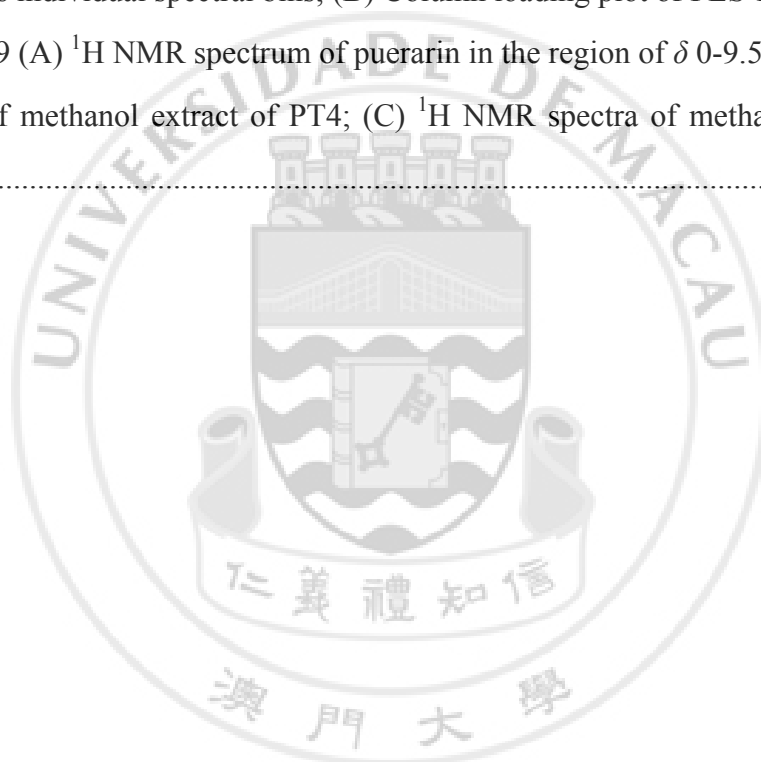 individual spectral bins; (B) Column loading plot of PLS
9 (A) ¹H NMR spectrum of puerarin in the region of δ 0-9.5
f methanol extract of PT4; (C) ¹H NMR spectra of metha
UNIVERSIDADE DE MACAU
仁義禮知信
澳門大學